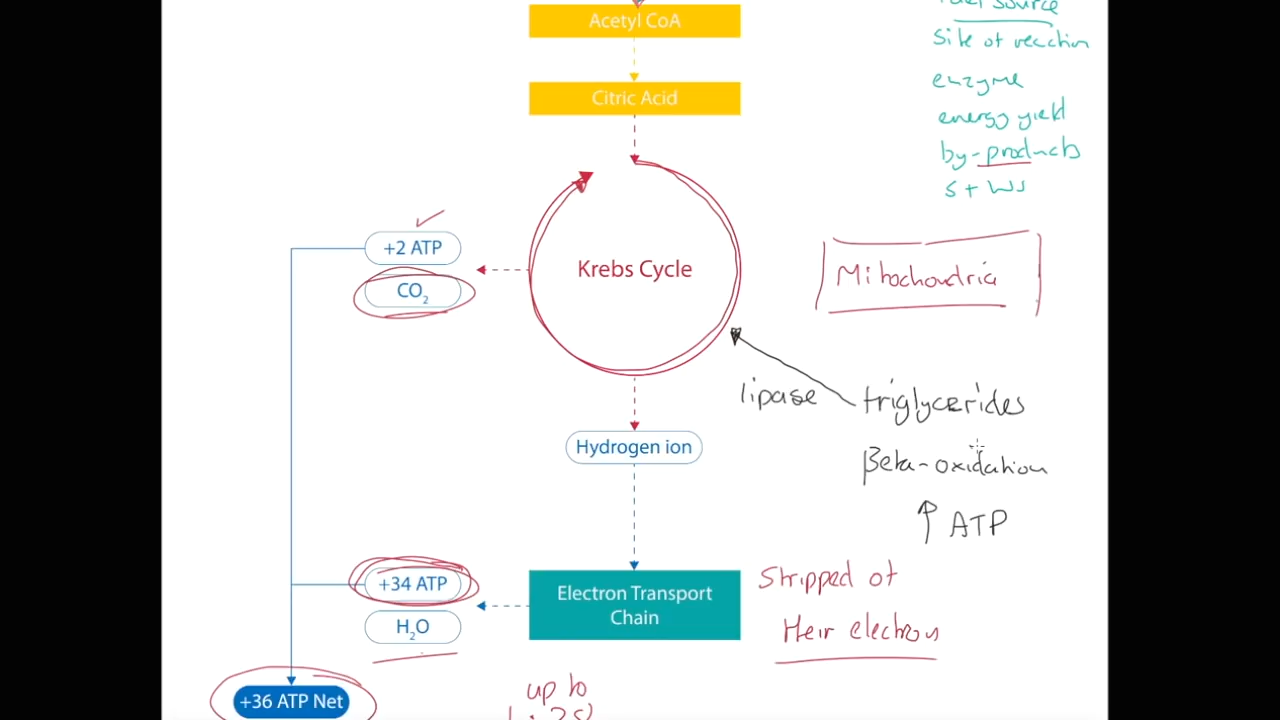 Acetyl CoA
Citric Acid
Krebs Cycle
+2 ATP
CO₂
Hydrogen ion
+34 ATP
H₂O
Electron Transport
Chain
+36 ATP Net
source
Site of reaction
enzyme
energy yield
by-products
S + Ws
Mitochondria
lipase
triglycerides
Beta-oxidation
↑ ATP
Stripped of
their electrons
up to